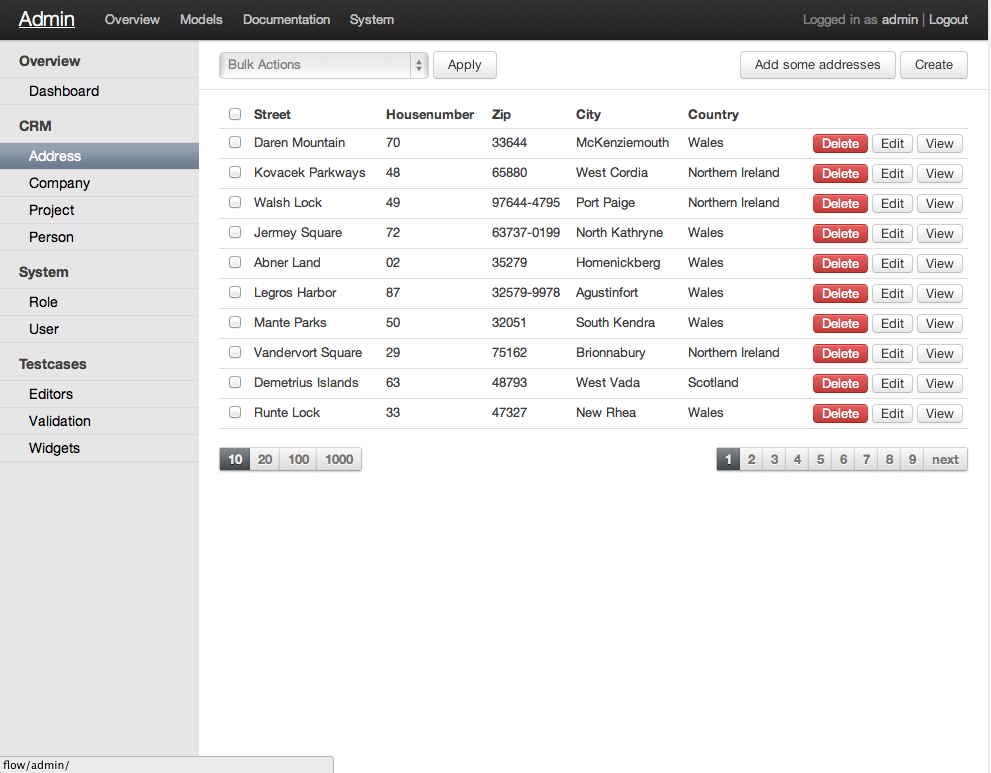 Admin Overview Models Documentation System Logged in as admin | Logout
Overview
Dashboard
CRM
Address
Company
Project
Person
System
Role
User
Testcases
Editors
Validation
Widgets
Bulk Actions Apply Add some addresses Create
Street Housenumber Zip City Country
Daren Mountain 70 33644 McKenziemouth Wales Delete Edit View
Kovacek Parkways 48 65880 West Cordia Northern Ireland Delete Edit View
Walsh Lock 49 97644-4795 Port Paige Northern Ireland Delete Edit View
Jermey Square 72 63737-0199 North Kathryne Wales Delete Edit View
Abner Land 02 35279 Homenickberg Wales Delete Edit View
Legros Harbor 87 32579-9978 Agustinfort Wales Delete Edit View
Mante Parks 50 32051 South Kendra Wales Delete Edit View
Vandervort Square 29 75162 Brionnabury Northern Ireland Delete Edit View
Demetrius Islands 63 48793 West Vada Scotland Delete Edit View
Runte Lock 33 47327 New Rhea Wales Delete Edit View
10 20 100 1000 1 2 3 4 5 6 7 8 9 next
flow/admin/